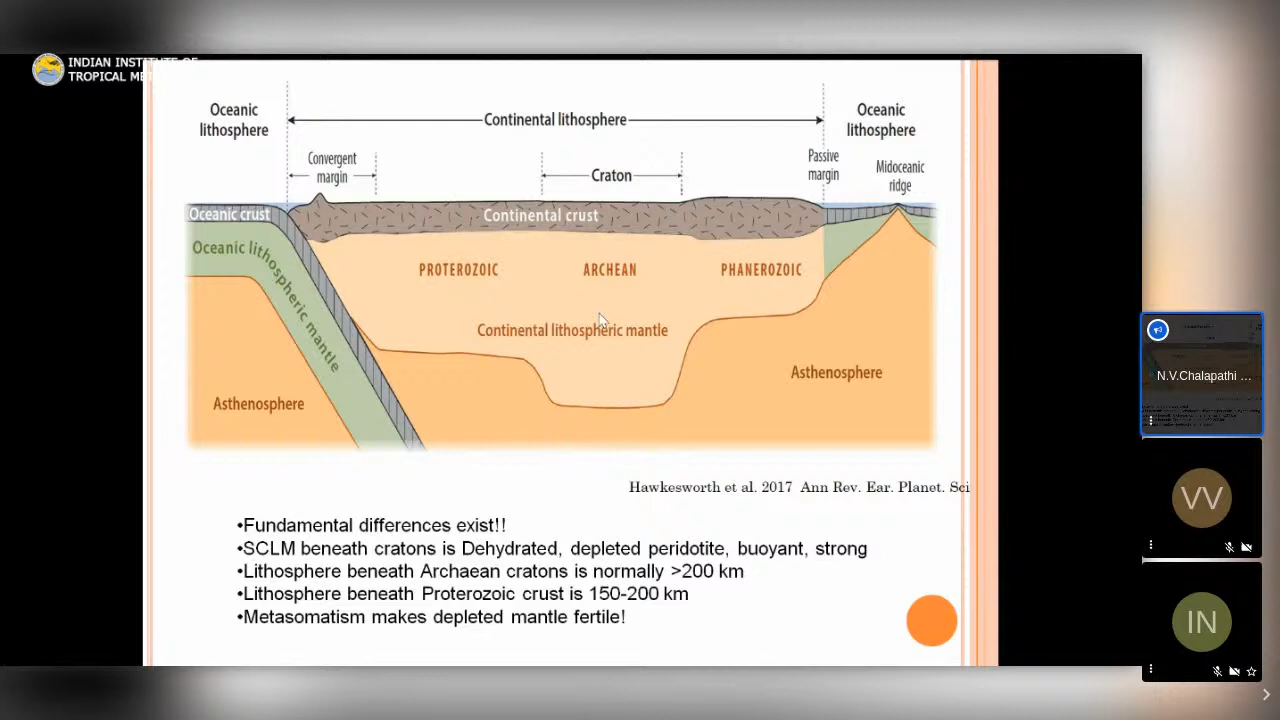 INDIAN INSTITUTE OF
TROPICAL ME
Oceanic
lithosphere
Continental lithosphere
Oceanic
lithosphere
Convergent
margin
Craton
Passive
margin
Midoceanic
ridge
Oceanic crust
Continental crust
Oceanic lithospheric mantle
PROTEROZOIC
ARCHEAN
PHANEROZOIC
Continental lithospheric mantle
Asthenosphere
Asthenosphere
Hawkesworth et al. 2017 Ann Rev. Ear. Planet. Sci
•Fundamental differences exist!!
•SCLM beneath cratons is Dehydrated, depleted peridotite, buoyant, strong
•Lithosphere beneath Archaean cratons is normally >200 km
•Lithosphere beneath Proterozoic crust is 150-200 km
•Metasomatism makes depleted mantle fertile!
N.V.Chalapathi ...
VV
IN